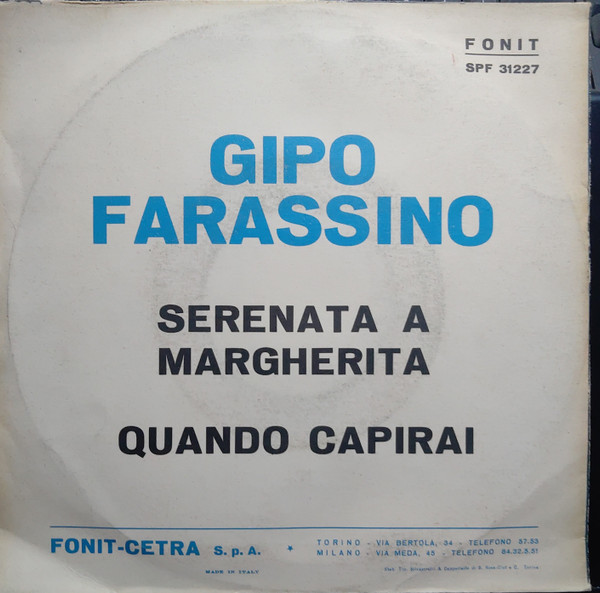 FONIT
SPF 31227
GIPO
FARASSINO
SERENATA A
MARGHERITA
QUANDO CAPIRAI
FONIT-CETRA S.p.A. * TORINO - VIA BERTOLA, 34 - TELEFONO 57.53
MILANO - VIA MEDA, 45 - TELEFONO 84.32.3.51
MADE IN ITALY